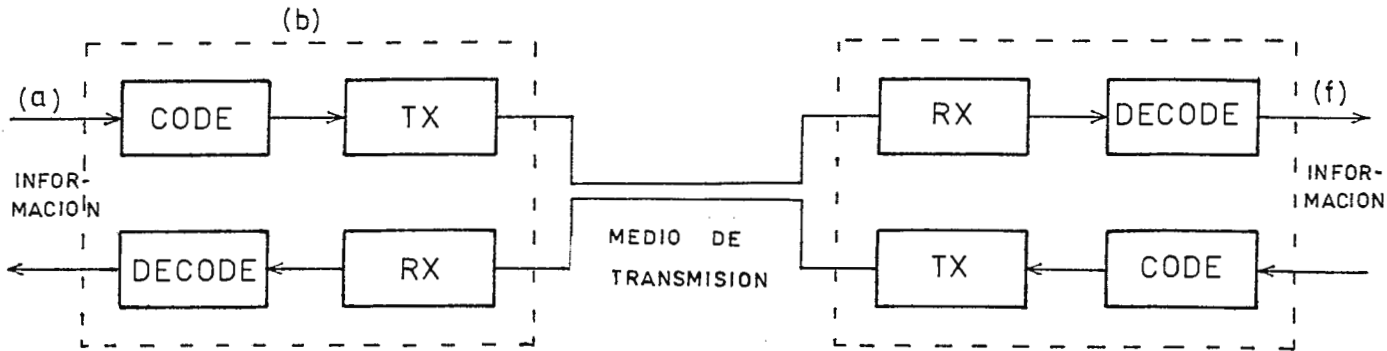 (b)
(a)
CODE
TX
RX
DECODE
(f)
INFOR-
MACION
INFOR-
MACION
DECODE
RX
MEDIO DE
TRANSMISION
TX
CODE